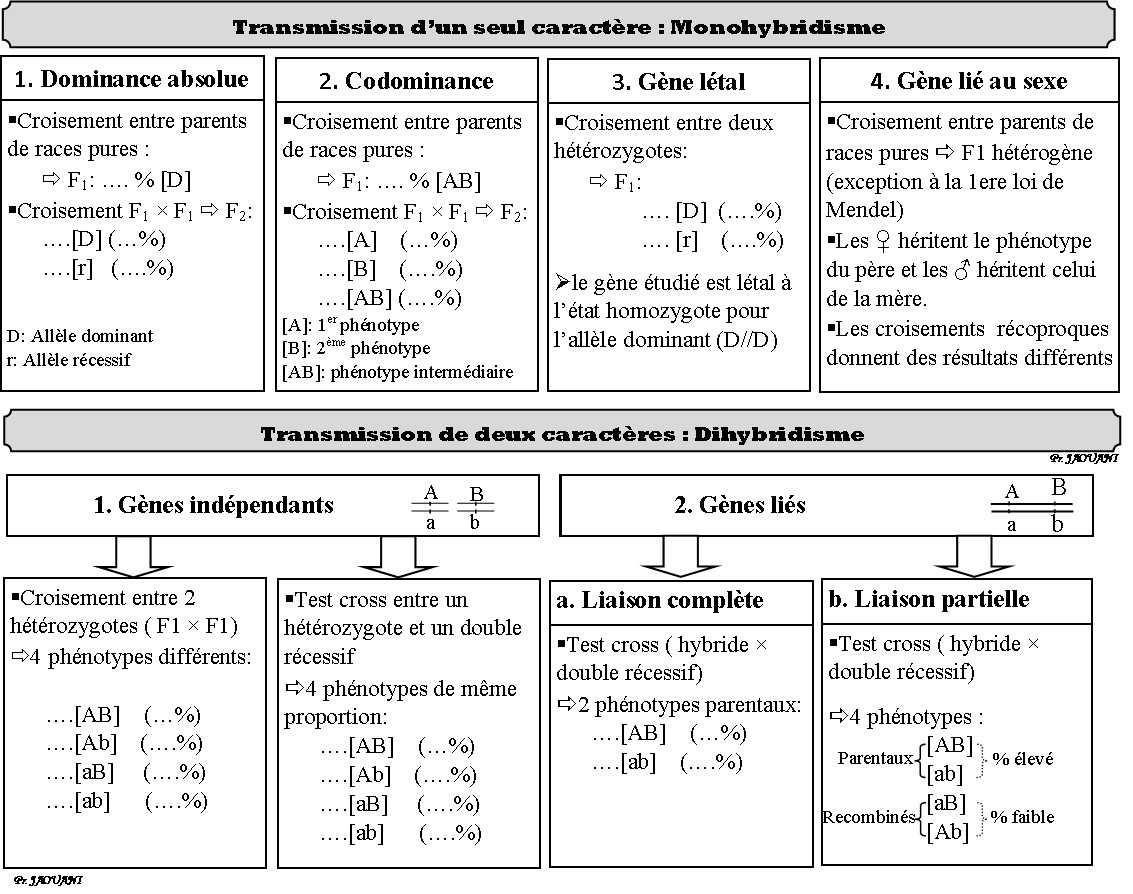 Transmission d'un seul caractère : Monohybridisme
1. Dominance absolue
▪Croisement entre parents
de races pures :
⇨ F1: …. % [D]
▪Croisement F1 × F1 ⇨ F2:
….[D] (…%)
….[r] (….%)
D: Allèle dominant
r: Allèle récessif
2. Codominance
▪Croisement entre parents
de races pures :
⇨ F1: …. % [AB]
▪Croisement F1 × F1 ⇨ F2:
….[A] (…%)
….[B] (….%)
….[AB] (….%)
[A]: 1er phénotype
[B]: 2ème phénotype
[AB]: phénotype intermédiaire
3. Gène létal
▪Croisement entre deux
hétérozygotes:
⇨ F1:
…. [D] (….%)
…. [r] (….%)
➢le gène étudié est létal à
l'état homozygote pour
l'allèle dominant (D//D)
4. Gène lié au sexe
▪Croisement entre parents de
races pures ⇨ F1 hétérogène
(exception à la 1ere loi de
Mendel)
▪Les ♀ héritent le phénotype
du père et les ♂ héritent celui
de la mère.
▪Les croisements récoproques
donnent des résultats différents
Transmission de deux caractères : Dihybridisme
Pr. JAOUANI
1. Gènes indépendants
A B
a b
2. Gènes liés
A B
a b
▪Croisement entre 2
hétérozygotes ( F1 × F1)
⇨4 phénotypes différents:
….[AB] (…%)
….[Ab] (….%)
….[aB] (….%)
….[ab] (….%)
▪Test cross entre un
hétérozygote et un double
récessif
⇨4 phénotypes de même
proportion:
….[AB] (…%)
….[Ab] (….%)
….[aB] (….%)
….[ab] (….%)
a. Liaison complète
▪Test cross ( hybride ×
double récessif)
⇨2 phénotypes parentaux:
….[AB] (…%)
….[ab] (….%)
b. Liaison partielle
▪Test cross ( hybride ×
double récessif)
⇨4 phénotypes :
Parentaux [AB] % élevé
[ab]
Recombinés [aB] % faible
[Ab]
Pr. JAOUANI